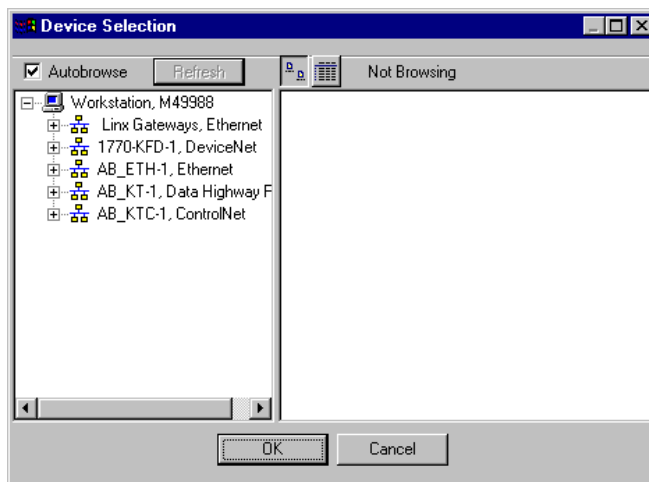 Device Selection
Autobrowse Refresh Not Browsing
Workstation, M49988
Linx Gateways, Ethernet
1770-KFD-1, DeviceNet
AB_ETH-1, Ethernet
AB_KT-1, Data Highway F
AB_KTC-1, ControlNet
OK Cancel